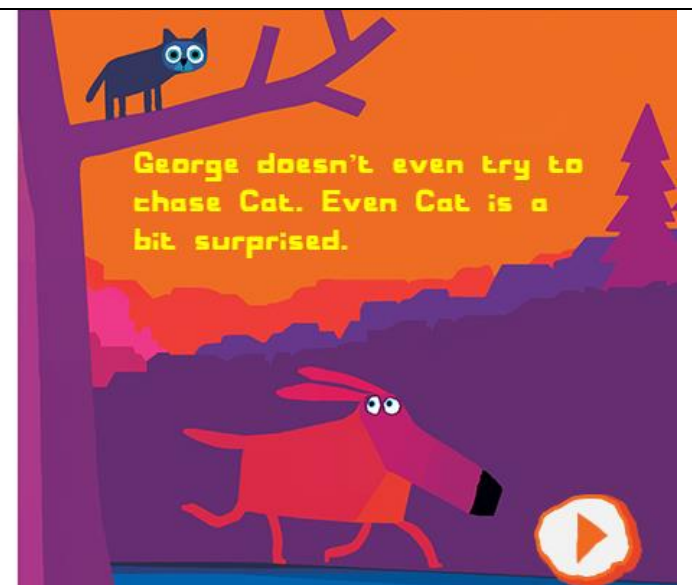 George doesn't even try to
chase Cat. Even Cat is a
bit surprised.